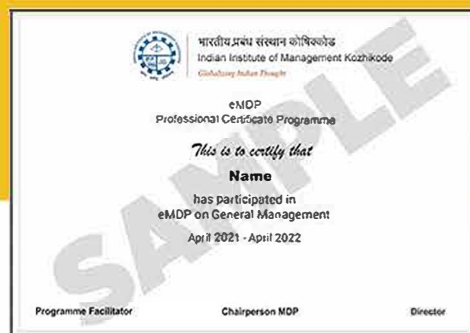 भारतीय प्रबंध संस्थान कोषिक्कोड
Indian Institute of Management Kozhikode
Globalizing Indian Thought
eMDP
Professional Certificate Programme
This is to certify that
Name
has participated in
eMDP on General Management
April 2021 - April 2022
SAMPLE
Programme Facilitator Chairperson MDP Director